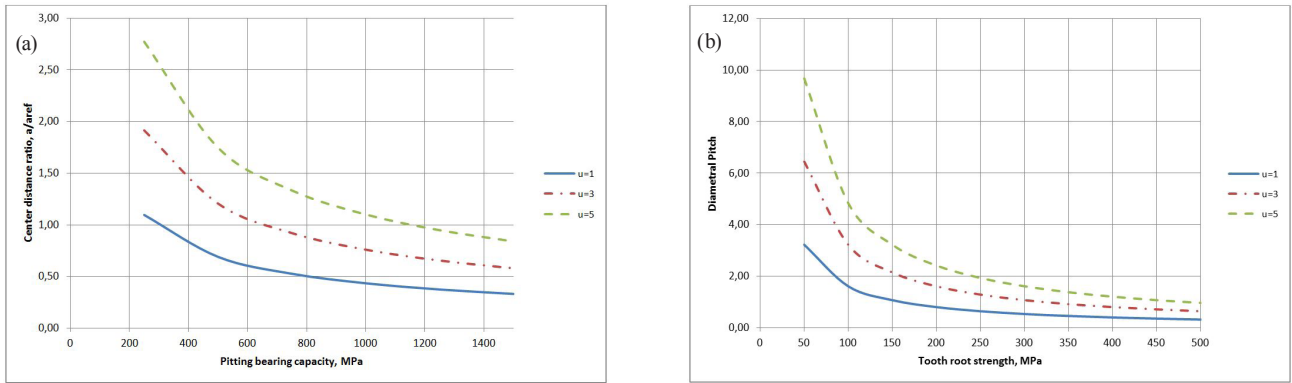 (a)
3,00
2,50
2,00
1,50
1,00
0,50
0,00
Center distance ratio, a/aref
0 200 400 600 800 1000 1200 1400
Pitting bearing capacity, MPa
u=1
u=3
u=5
(b)
12,00
10,00
8,00
6,00
4,00
2,00
0,00
Diametral Pitch
0 50 100 150 200 250 300 350 400 450 500
Tooth root strength, MPa
u=1
u=3
u=5